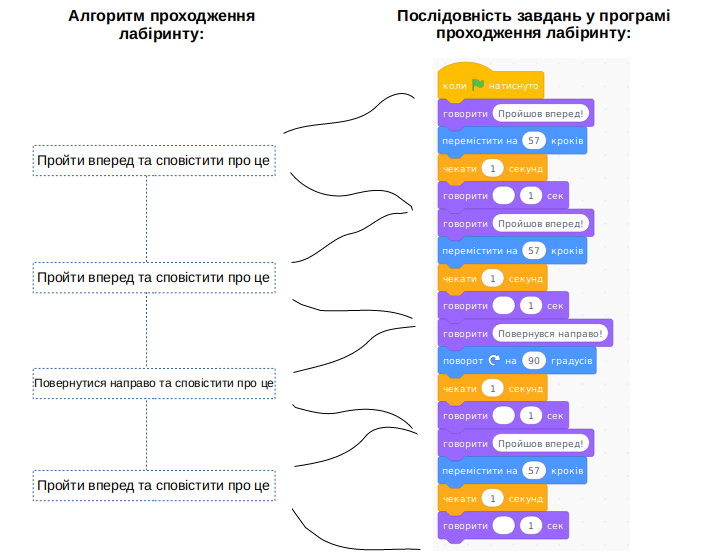 Алгоритм проходження
лабіринту:
Пройти вперед та сповістити про це
Пройти вперед та сповістити про це
Повернутися направо та сповістити про це
Пройти вперед та сповістити про це
Послідовність завдань у програмі
проходження лабіринту:
коли натиснуто
говорити Пройшов вперед!
перемістити на 57 кроків
чекати 1 секунд
говорити 1 сек
говорити Пройшов вперед!
перемістити на 57 кроків
чекати 1 секунд
говорити 1 сек
говорити Повернувся направо!
поворот на 90 градусів
чекати 1 секунд
говорити 1 сек
говорити Пройшов вперед!
перемістити на 57 кроків
чекати 1 секунд
говорити 1 сек